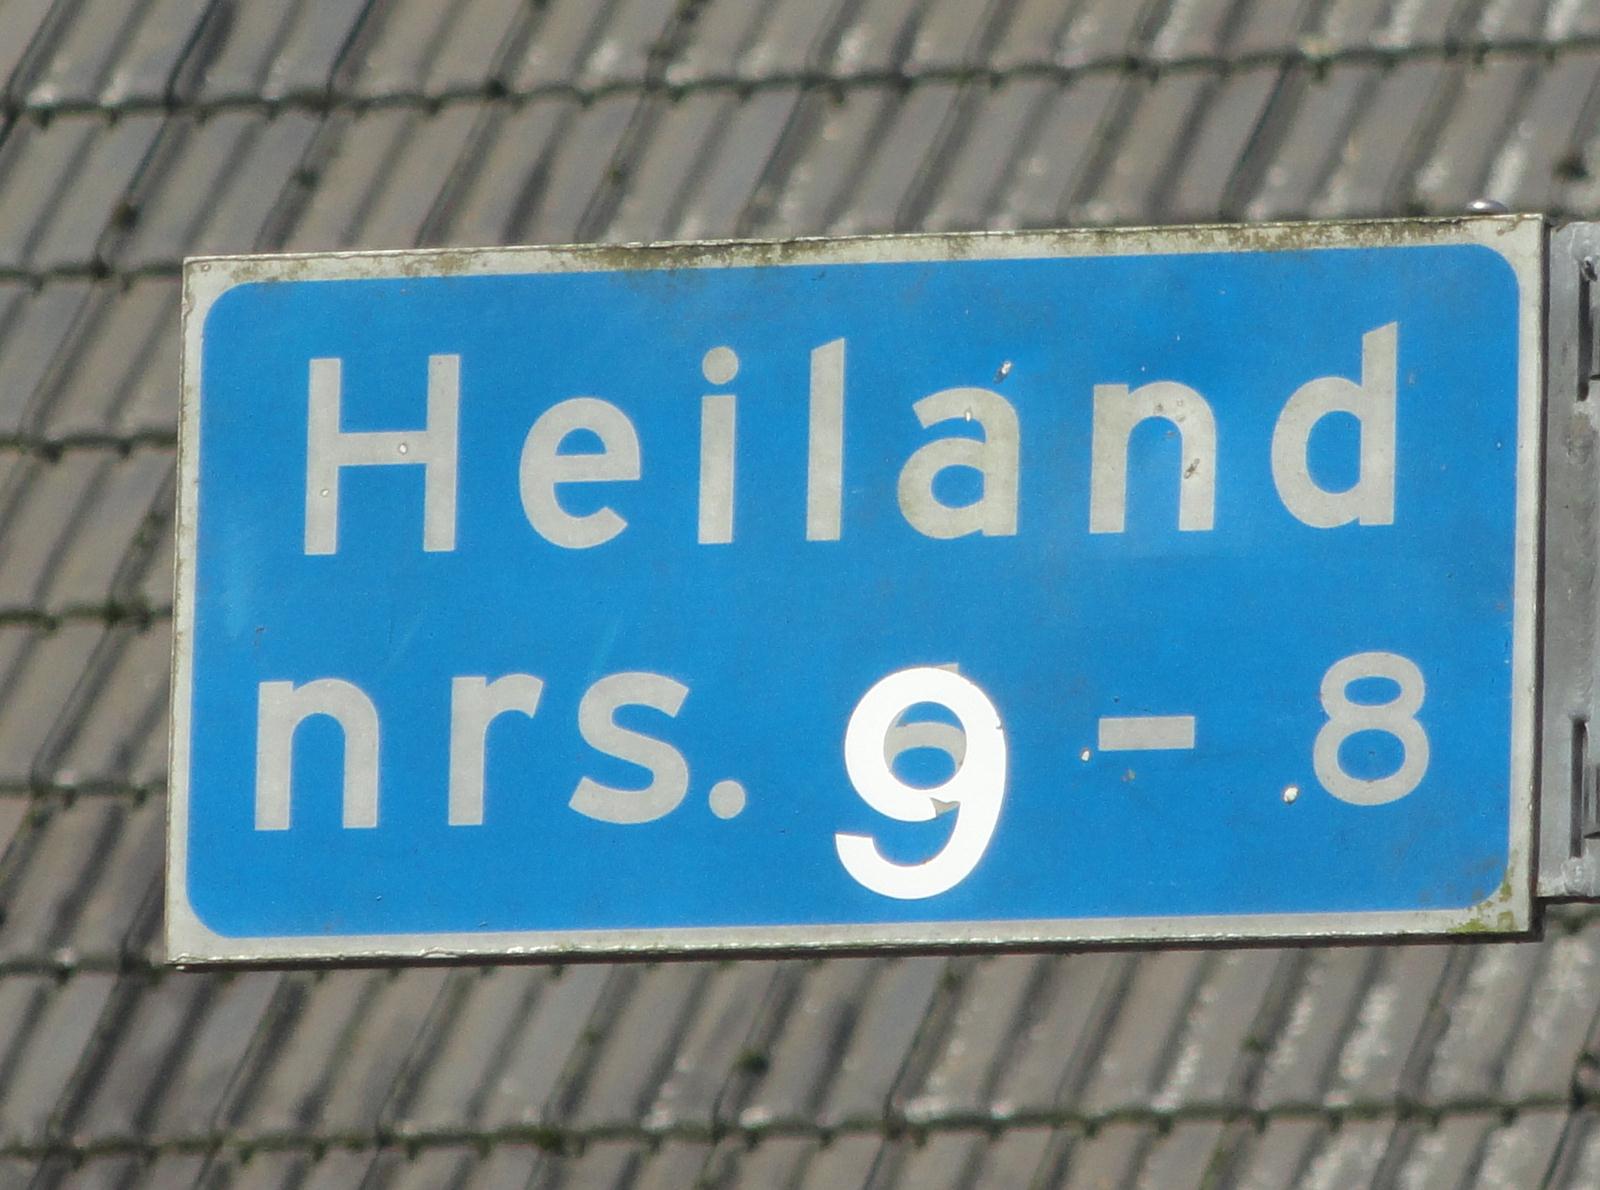 Heiland
nrs. 9 - 8